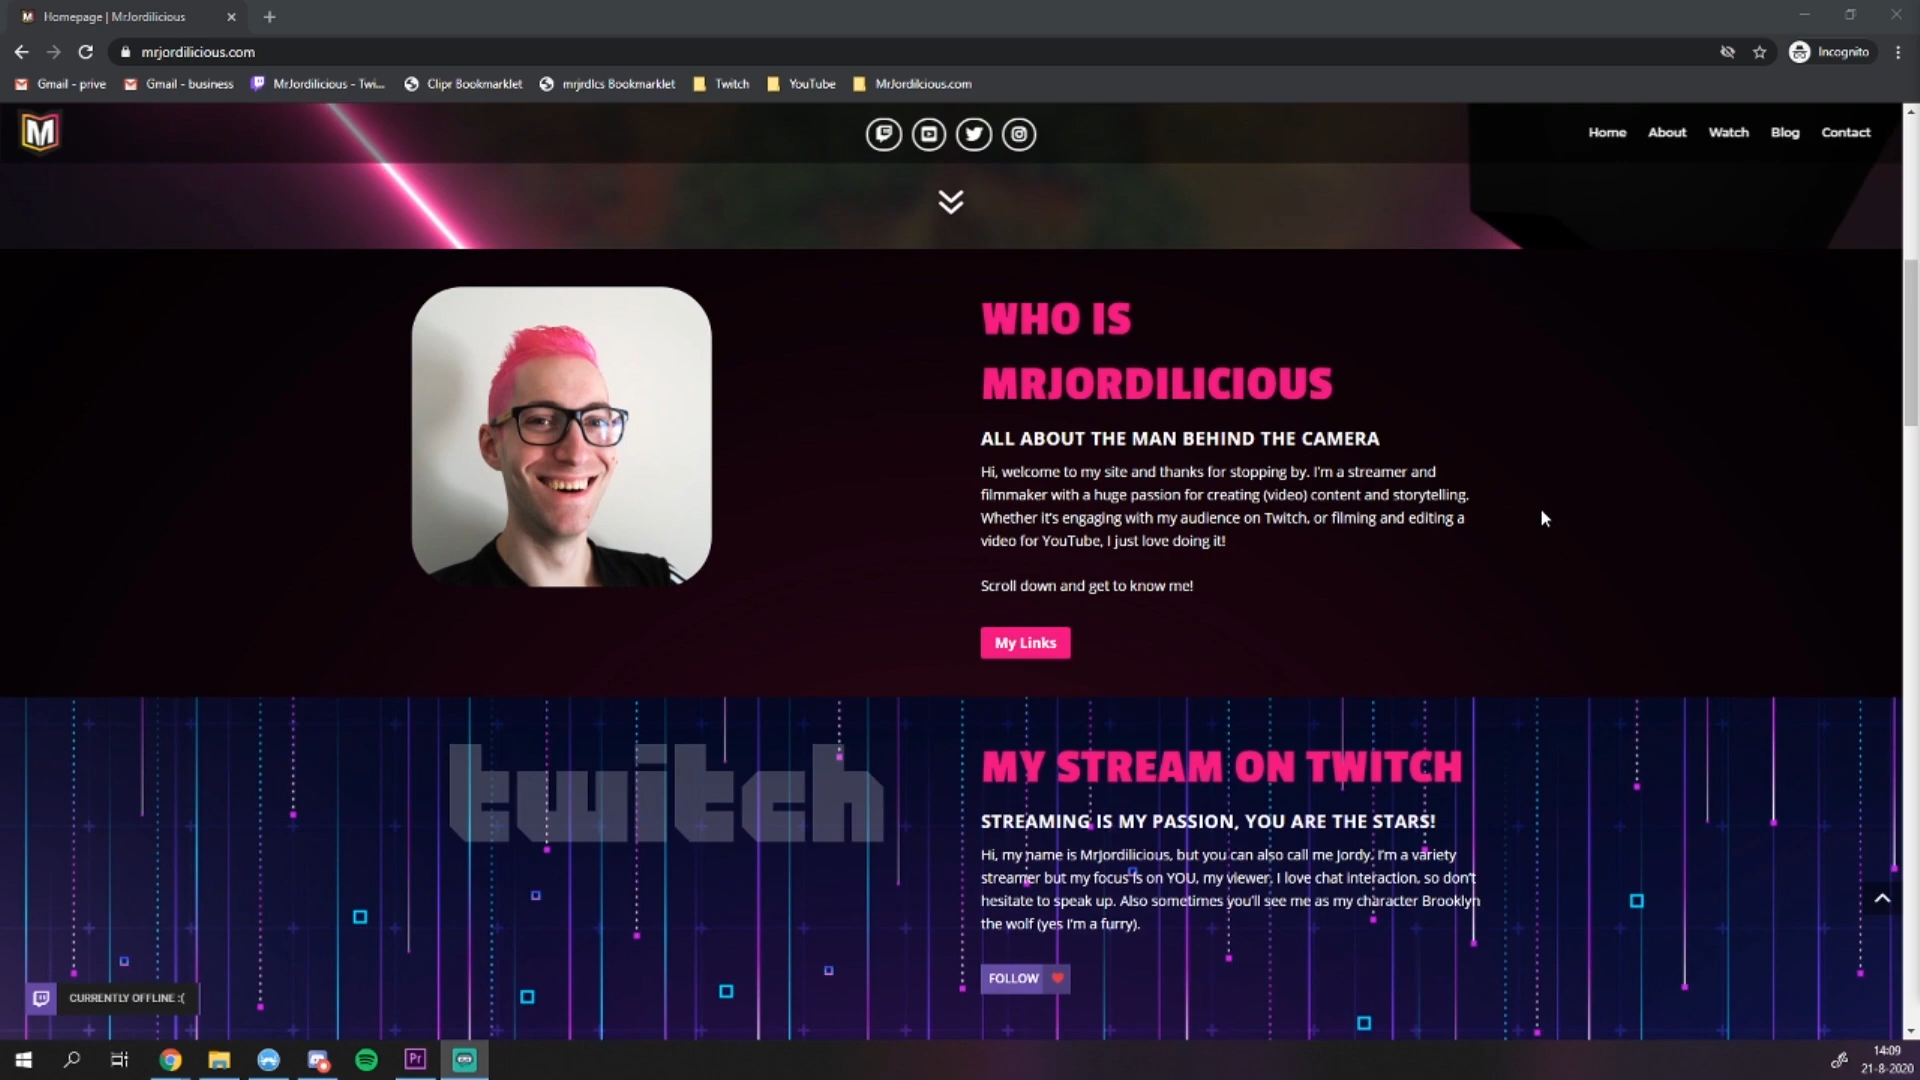 Homepage | MrJordilicious
mrjordilicious.com
Incognito
Gmail - prive
Gmail - business
MrJordilicious - Twi...
Clipr Bookmarklet
mrjrdlcs Bookmarklet
Twitch
YouTube
MrJordilcious.com
M
Home
About
Watch
Blog
Contact
WHO IS
MRJORDILICIOUS
ALL ABOUT THE MAN BEHIND THE CAMERA
Hi, welcome to my site and thanks for stopping by. I'm a streamer and
filmmaker with a huge passion for creating (video) content and storytelling.
Whether it's engaging with my audience on Twitch, or filming and editing a
video for YouTube, I just love doing it!
Scroll down and get to know me!
My Links
twitch
MY STREAM ON TWITCH
STREAMING IS MY PASSION, YOU ARE THE STARS!
Hi, my name is MrJordilicious, but you can also call me Jordy. I'm a variety
streamer but my focus is on YOU, my viewer. I love chat interaction, so don't
hesitate to speak up. Also sometimes you'll see me as my character Brooklyn
the wolf (yes I'm a furry).
FOLLOW
CURRENTLY OFFLINE :(
Pr
14:09
21-8-2020